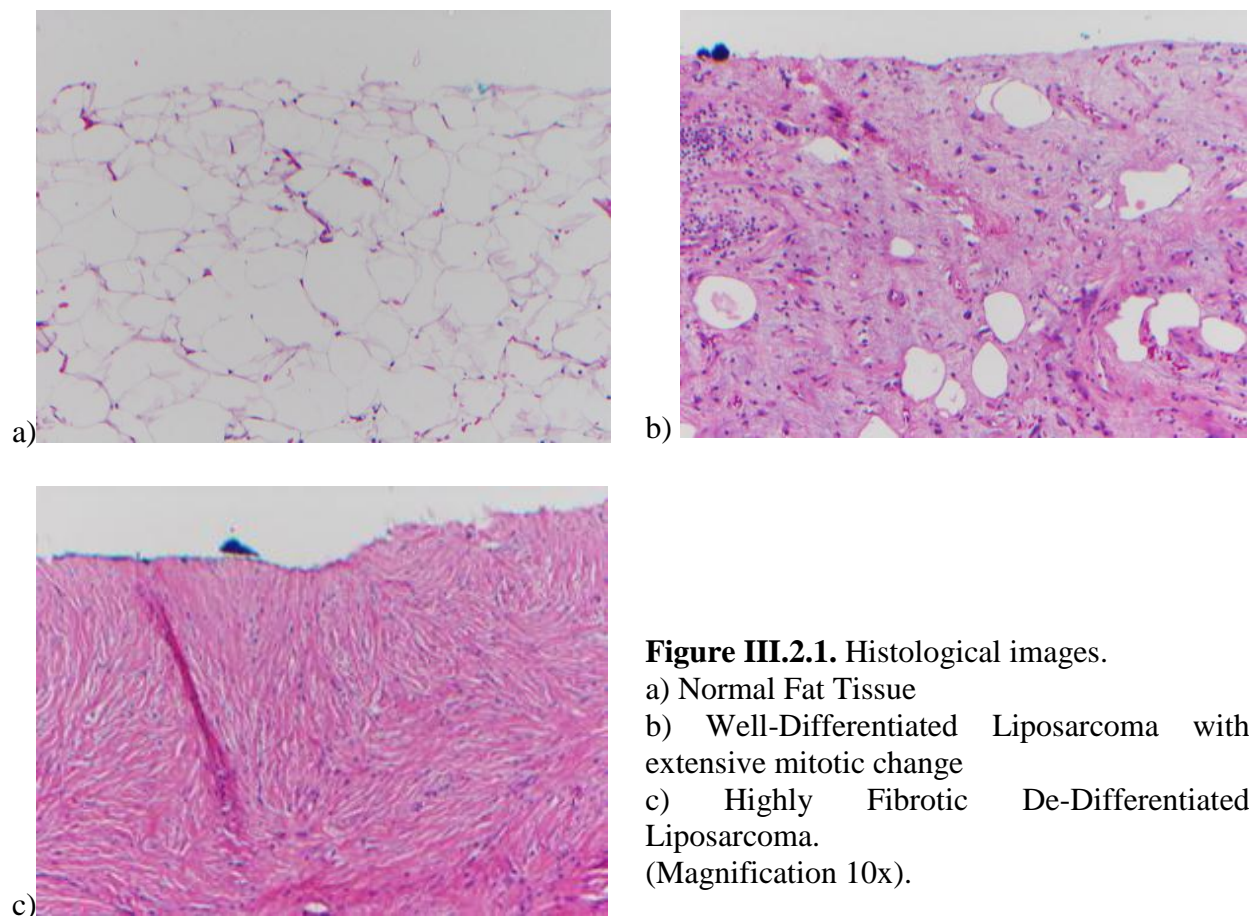 a)
b)
c)
Figure III.2.1. Histological images.
a) Normal Fat Tissue
b) Well-Differentiated Liposarcoma with
extensive mitotic change
c) Highly Fibrotic De-Differentiated
Liposarcoma.
(Magnification 10x).